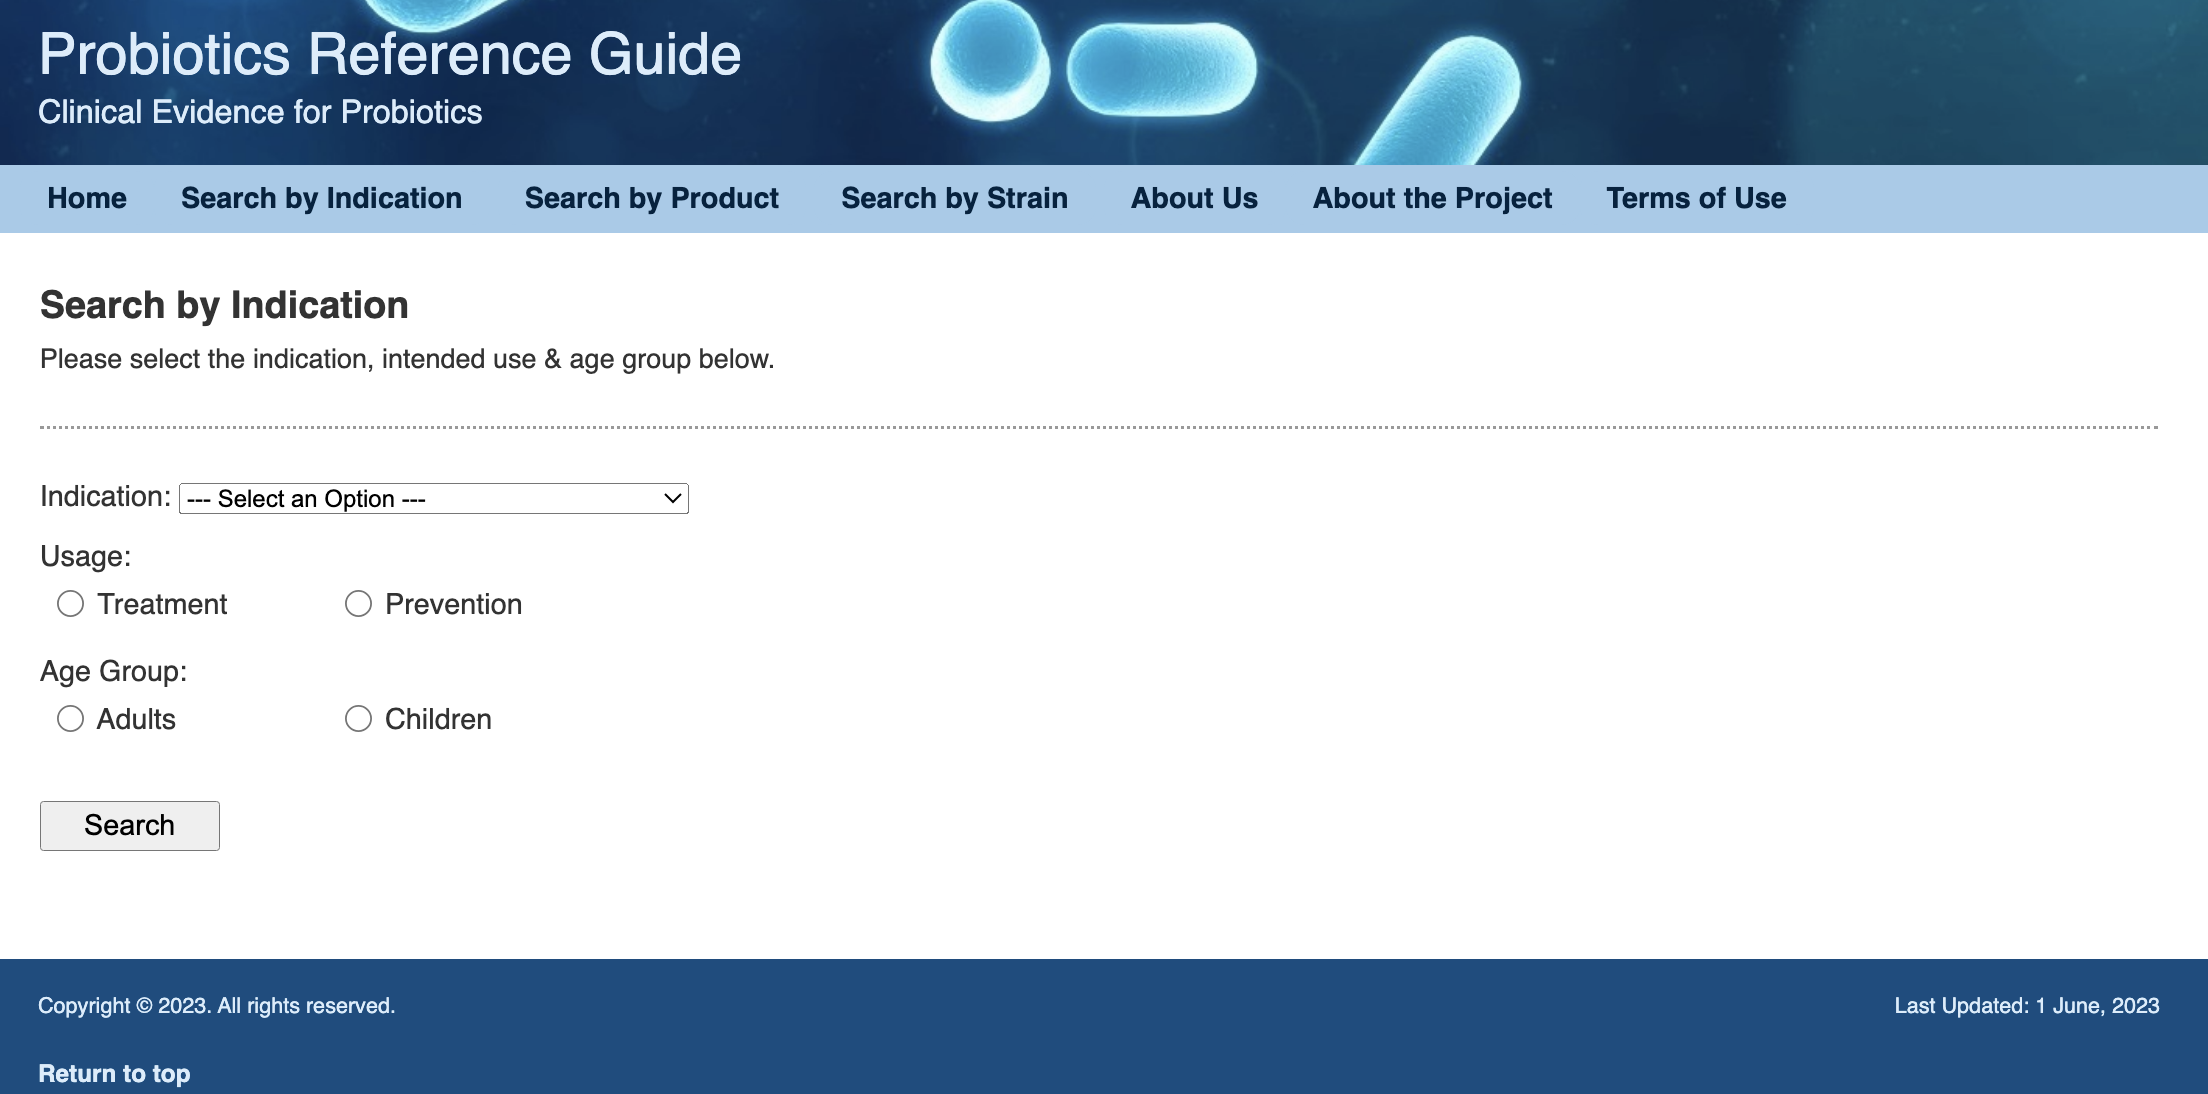 Probiotics Reference Guide
Clinical Evidence for Probiotics
Home Search by Indication Search by Product Search by Strain About Us About the Project Terms of Use
Search by Indication
Please select the indication, intended use & age group below.
Indication: --- Select an Option ---
Usage:
Treatment Prevention
Age Group:
Adults Children
Search
Copyright © 2023. All rights reserved. Last Updated: 1 June, 2023
Return to top